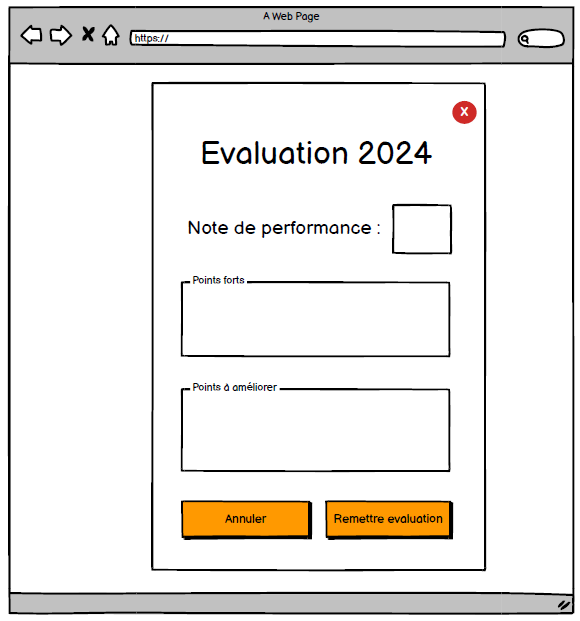 A Web Page
https://
X
Evaluation 2024
Note de performance :
Points forts
Points à améliorer
Annuler
Remettre evaluation